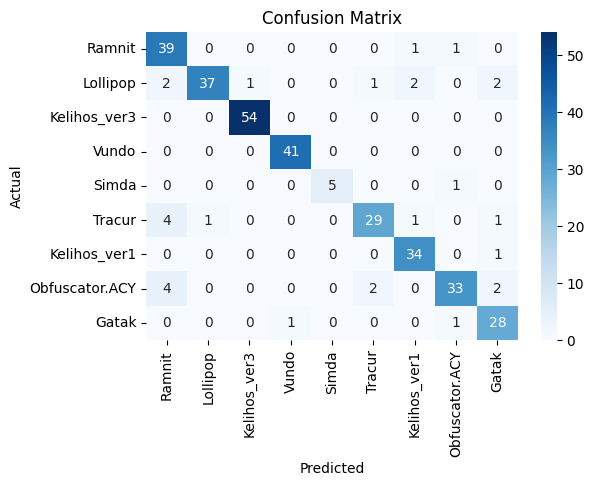 Confusion Matrix
Actual
Ramnit 39 0 0 0 0 0 1 1 0
Lollipop 2 37 1 0 0 1 2 0 2
Kelihos_ver3 0 0 54 0 0 0 0 0 0
Vundo 0 0 0 41 0 0 0 0 0
Simda 0 0 0 0 5 0 0 1 0
Tracur 4 1 0 0 0 29 1 0 1
Kelihos_ver1 0 0 0 0 0 0 34 0 1
Obfuscator.ACY 4 0 0 0 0 2 0 33 2
Gatak 0 0 0 1 0 0 0 1 28
Ramnit Lollipop Kelihos_ver3 Vundo Simda Tracur Kelihos_ver1 Obfuscator.ACY Gatak
Predicted
50
40
30
20
10
0